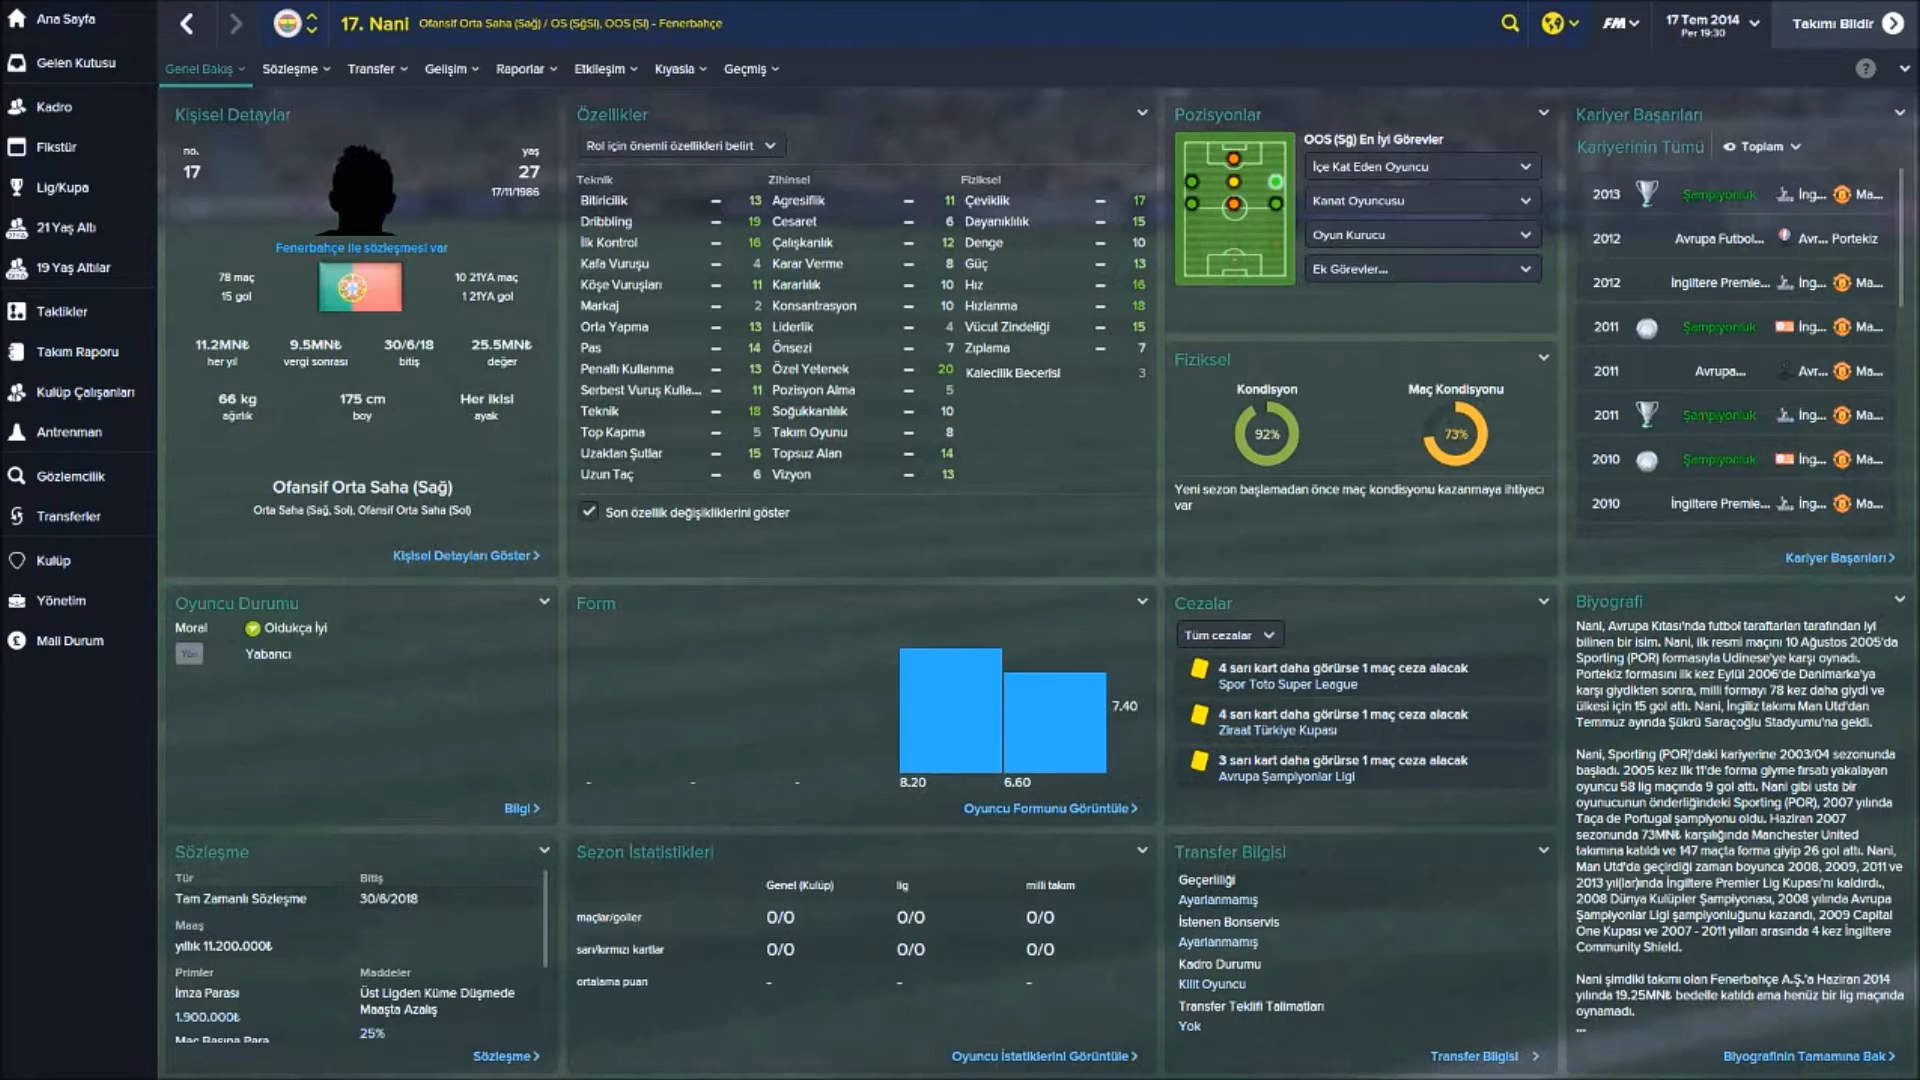 Ana Sayfa
Gelen Kutusu
Kadro
Fikstür
Lig/Kupa
21 Yaş Altı
19 Yaş Altılar
Taktikler
Takım Raporu
Kulüp Çalışanları
Antrenman
Gözlemcilik
Transferler
Kulüp
Yönetim
Mali Durum
17. Nani Ofansif Orta Saha (Sağ) / OS (SğSl), OOS (Sl) - Fenerbahçe
FM
17 Tem 2014
Per 19:30
Takımı Bildir
Genel Bakış Sözleşme Transfer Gelişim Raporlar Etkileşim Kıyasla Geçmiş
?
Kişisel Detaylar
no.
17
yaş
27
17/11/1986
Fenerbahçe ile sözleşmesi var
78 maç
15 gol
10 21YA maç
1 21YA gol
11.2MN₺ 9.5MN₺ 30/6/18 25.5MN₺
her yıl vergi sonrası bitiş değer
66 kg 175 cm Her ikisi
ağırlık boy ayak
Ofansif Orta Saha (Sağ)
Orta Saha (Sağ, Sol), Ofansif Orta Saha (Sol)
Kişisel Detayları Göster >
Özellikler
Rol için önemli özellikleri belirt
Teknik Zihinsel Fiziksel
Bitiricilik – 13 Agresiflik – 11 Çeviklik – 17
Dribbling – 19 Cesaret – 6 Dayanıklılık – 15
İlk Kontrol – 16 Çalışkanlık – 12 Denge – 10
Kafa Vuruşu – 4 Karar Verme – 8 Güç – 13
Köşe Vuruşları – 11 Kararlılık – 10 Hız – 16
Markaj – 2 Konsantrasyon – 10 Hızlanma – 18
Orta Yapma – 13 Liderlik – 4 Vücut Zindeliği – 15
Pas – 14 Önsezi – 7 Zıplama – 7
Penaltı Kullanma – 13 Özel Yetenek – 20 Kalecilik Becerisi 3
Serbest Vuruş Kulla... – 11 Pozisyon Alma – 5
Teknik – 18 Soğukkanlılık – 10
Top Kapma – 5 Takım Oyunu – 8
Uzaktan Şutlar – 15 Topsuz Alan – 14
Uzun Taç – 6 Vizyon – 13
Son özellik değişikliklerini göster
Pozisyonlar
OOS (Sğ) En İyi Görevler
İçe Kat Eden Oyuncu
Kanat Oyuncusu
Oyun Kurucu
Ek Görevler...
Fiziksel
Kondisyon Maç Kondisyonu
92% 73%
Yeni sezon başlamadan önce maç kondisyonu kazanmaya ihtiyacı
var
Kariyer Başarıları
Kariyerinin Tümü Toplam
2013 Şampiyonluk İng... Ma...
2012 Avrupa Futbol... Avr... Portekiz
2012 İngiltere Premie... İng... Ma...
2011 Şampiyonluk İng... Ma...
2011 Avrupa... Avr... Ma...
2011 Şampiyonluk İng... Ma...
2010 Şampiyonluk İng... Ma...
2010 İngiltere Premie... İng... Ma...
Kariyer Başarıları >
Oyuncu Durumu
Moral Oldukça İyi
Yabancı
Bilgi >
Form
- - - 8.20 6.60
7.40
Oyuncu Formunu Görüntüle >
Cezalar
Tüm cezalar
4 sarı kart daha görürse 1 maç ceza alacak
Spor Toto Super League
4 sarı kart daha görürse 1 maç ceza alacak
Ziraat Türkiye Kupası
3 sarı kart daha görürse 1 maç ceza alacak
Avrupa Şampiyonlar Ligi
Biyografi
Nani, Avrupa Kıtası'nda futbol taraftarları tarafından iyi
bilinen bir isim. Nani, ilk resmi maçını 10 Ağustos 2005'da
Sporting (POR) formasıyla Udinese'ye karşı oynadı.
Portekiz formasını ilk kez Eylül 2006'de Danimarka'ya
karşı giydikten sonra, milli formayı 78 kez daha giydi ve
ülkesi için 15 gol attı. Nani, İngiliz takımı Man Utd'dan
Temmuz ayında Şükrü Saraçoğlu Stadyumu'na geldi.
Nani, Sporting (POR)'daki kariyerine 2003/04 sezonunda
başladı. 2005 kez ilk 11'de forma giyme fırsatı yakalayan
oyuncu 58 lig maçında 9 gol attı. Nani gibi usta bir
oyunucunun önderliğindeki Sporting (POR), 2007 yılında
Taça de Portugal şampiyonu oldu. Haziran 2007
sezonunda 73MN₺ karşılığında Manchester United
takımına katıldı ve 147 maçta forma giyip 26 gol attı. Nani,
Man Utd'da geçirdiği zaman boyunca 2008, 2009, 2011 ve
2013 yıl(lar)ında İngiltere Premier Lig Kupası'nı kaldırdı.,
2008 Dünya Kulüpler Şampiyonası, 2008 yılında Avrupa
Şampiyonlar Ligi şampiyonluğunu kazandı, 2009 Capital
One Kupası ve 2007 - 2011 yılları arasında 4 kez İngiltere
Community Shield.
Nani şimdiki takımı olan Fenerbahçe A.Ş.'a Haziran 2014
yılında 19.25MN₺ bedelle katıldı ama henüz bir lig maçında
oynamadı.
...
Biyografinin Tamamına Bak >
Sözleşme
Tür Bitiş
Tam Zamanlı Sözleşme 30/6/2018
Maaş
yıllık 11.200.000₺
Primler Maddeler
İmza Parası Üst Ligden Küme Düşmede
Maaşta Azalış
1.900.000₺
25%
Maç Başına Para
Sözleşme >
Sezon İstatistikleri
Genel (Kulüp) lig milli takım
maçlar/goller 0/0 0/0 0/0
sarı/kırmızı kartlar 0/0 0/0 0/0
ortalama puan - - -
Oyuncu İstatistiklerini Görüntüle >
Transfer Bilgisi
Geçerliliği
Ayarlanmamış
İstenen Bonservis
Ayarlanmamış
Kadro Durumu
Kilit Oyuncu
Transfer Teklifi Talimatları
Yok
Transfer Bilgisi >